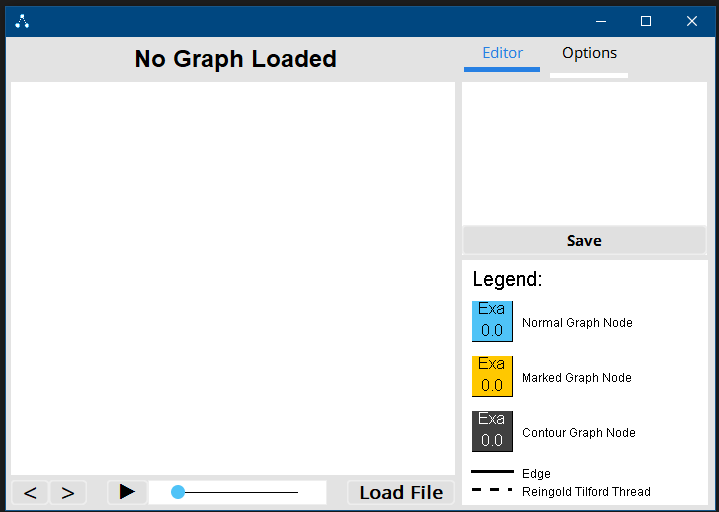 No Graph Loaded
Editor
Options
Save
Legend:
Exa
0.0
Normal Graph Node
Exa
0.0
Marked Graph Node
Exa
0.0
Contour Graph Node
Edge
Reingold Tilford Thread
< >
Load File